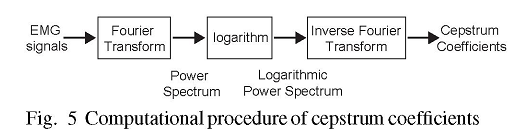 EMG signals
Fourier Transform
logarithm
Inverse Fourier Transform
Cepstrum Coefficients
Power Spectrum
Logarithmic Power Spectrum
Fig. 5 Computational procedure of cepstrum coefficients